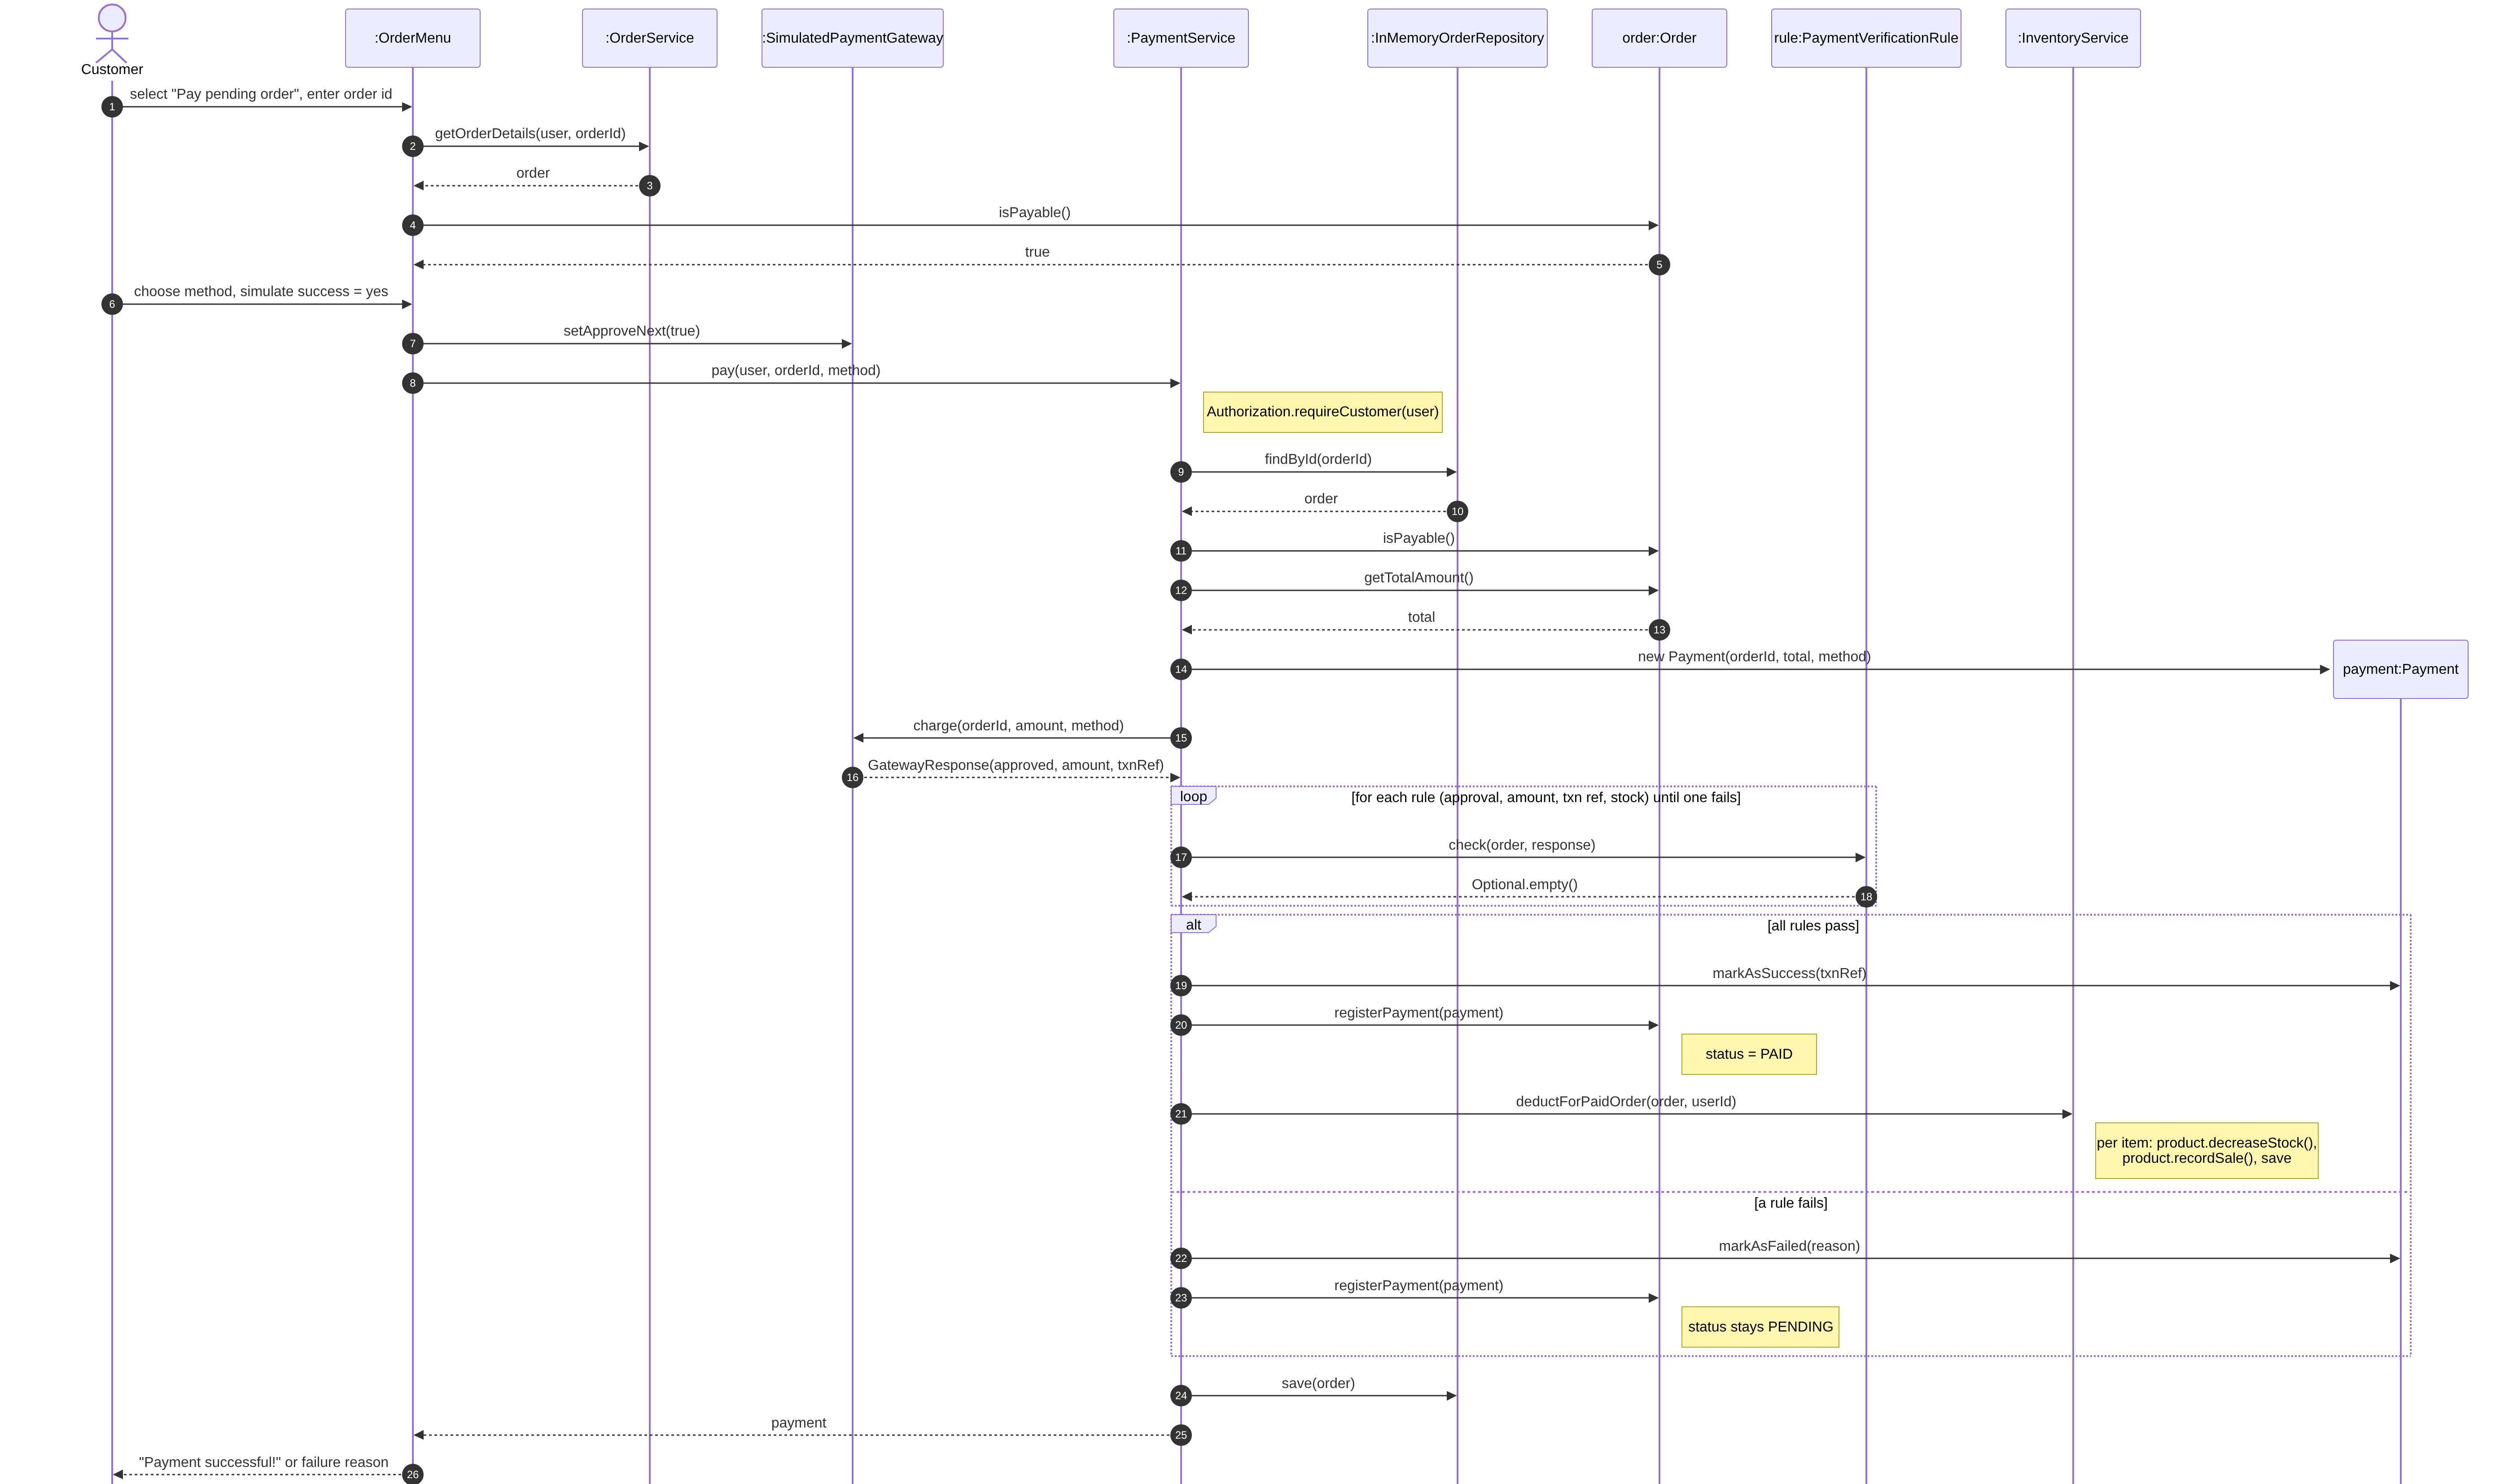 Customer
:OrderMenu
:OrderService
:SimulatedPaymentGateway
:PaymentService
:InMemoryOrderRepository
order:Order
rule:PaymentVerificationRule
:InventoryService
1
select "Pay pending order", enter order id
2
getOrderDetails(user, orderId)
order
3
4
isPayable()
true
5
6
choose method, simulate success = yes
7
setApproveNext(true)
8
pay(user, orderId, method)
Authorization.requireCustomer(user)
9
findById(orderId)
order
10
11
isPayable()
12
getTotalAmount()
total
13
14
new Payment(orderId, total, method)
payment:Payment
charge(orderId, amount, method)
15
16
GatewayResponse(approved, amount, txnRef)
loop
[for each rule (approval, amount, txn ref, stock) until one fails]
17
check(order, response)
Optional.empty()
18
alt
[all rules pass]
19
markAsSuccess(txnRef)
20
registerPayment(payment)
status = PAID
21
deductForPaidOrder(order, userId)
per item: product.decreaseStock(),
product.recordSale(), save
[a rule fails]
22
markAsFailed(reason)
23
registerPayment(payment)
status stays PENDING
24
save(order)
payment
25
"Payment successful!" or failure reason
26